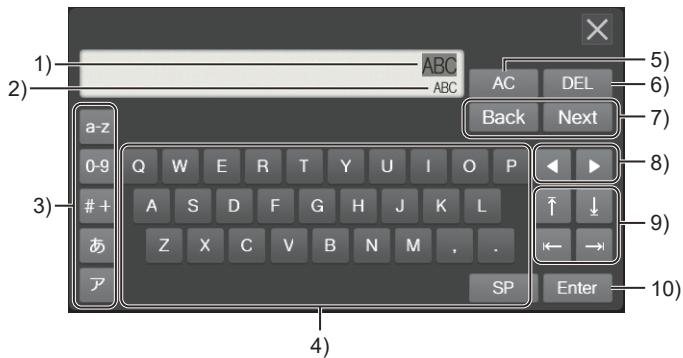 1)
ABC
5)
2)
ABC
AC
DEL
6)
a-z
Back
Next
7)
0-9
Q W E R T Y U I O P
◀ ▶
8)
3)
#+
A S D F G H J K L
⤒ ⤓
9)
あ
Z X C V B N M , .
⇤ ⇥
ア
SP
Enter
10)
4)